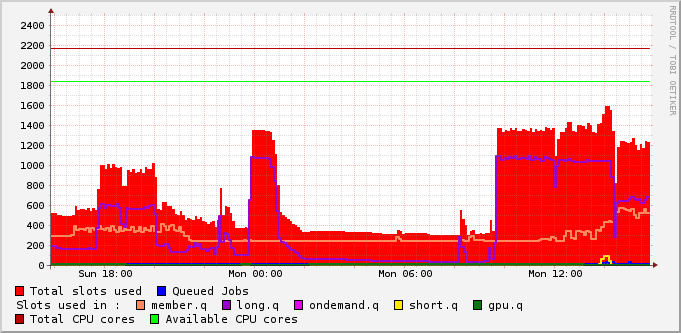 2400
2200
2000
1800
1600
1400
1200
1000
800
600
400
200
0
Sun 18:00 Mon 00:00 Mon 06:00 Mon 12:00
RRDTOOL / TOBI OETIKER
Total slots used Queued Jobs
Slots used in : member.q long.q ondemand.q short.q gpu.q
Total CPU cores Available CPU cores